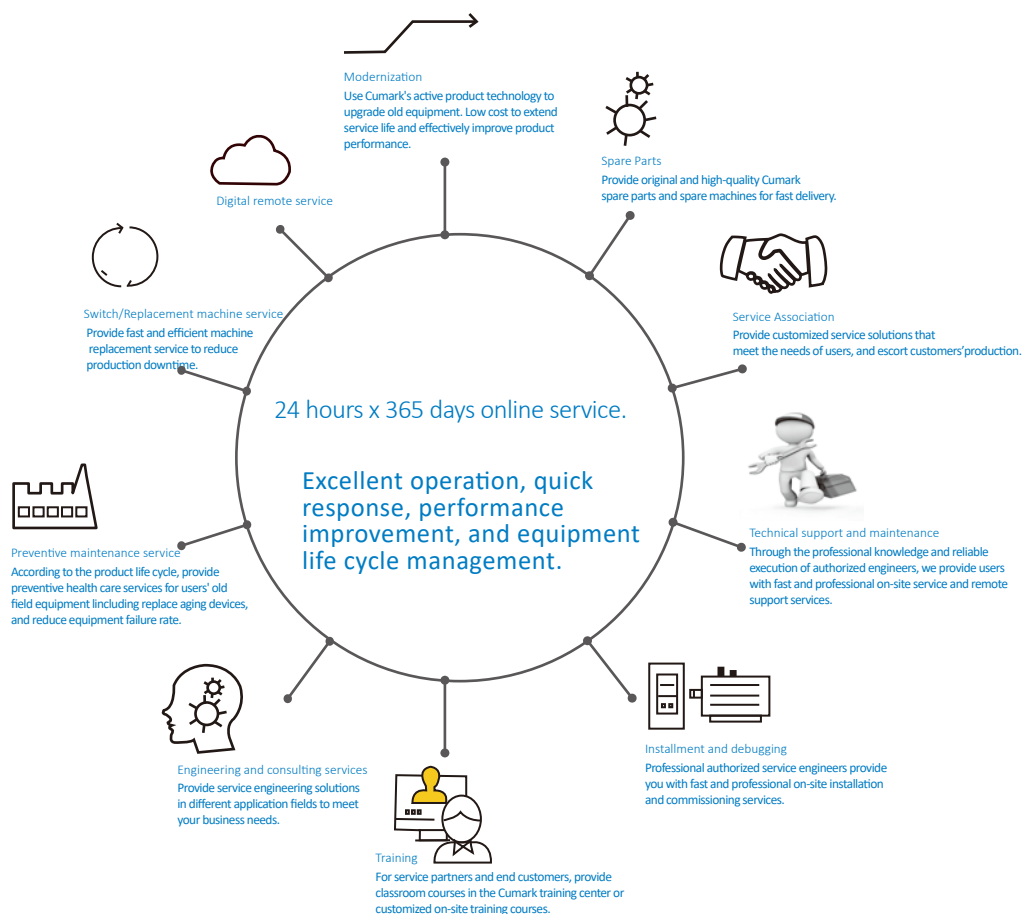 Modernization
Use Cumark's active product technology to
upgrade old equipment. Low cost to extend
service life and effectively improve product
performance.
Spare Parts
Provide original and high-quality Cumark
spare parts and spare machines for fast delivery.
Digital remote service
Service Association
Provide customized service solutions that
meet the needs of users, and escort customers'production.
Switch/Replacement machine service
Provide fast and efficient machine
replacement service to reduce
production downtime.
24 hours x 365 days online service.
Excellent operation, quick
response, performance
improvement, and equipment
life cycle management.
Technical support and maintenance
Through the professional knowledge and reliable
execution of authorized engineers, we provide users
with fast and professional on-site service and remote
support services.
Preventive maintenance service
According to the product life cycle, provide
preventive health care services for users' old
field equipment Iincluding replace aging devices,
and reduce equipment failure rate.
Installment and debugging
Professional authorized service engineers provide
you with fast and professional on-site installation
and commissioning services.
Engineering and consulting services
Provide service engineering solutions
in different application fields to meet
your business needs.
Training
For service partners and end customers, provide
classroom courses in the Cumark training center or
customized on-site training courses.